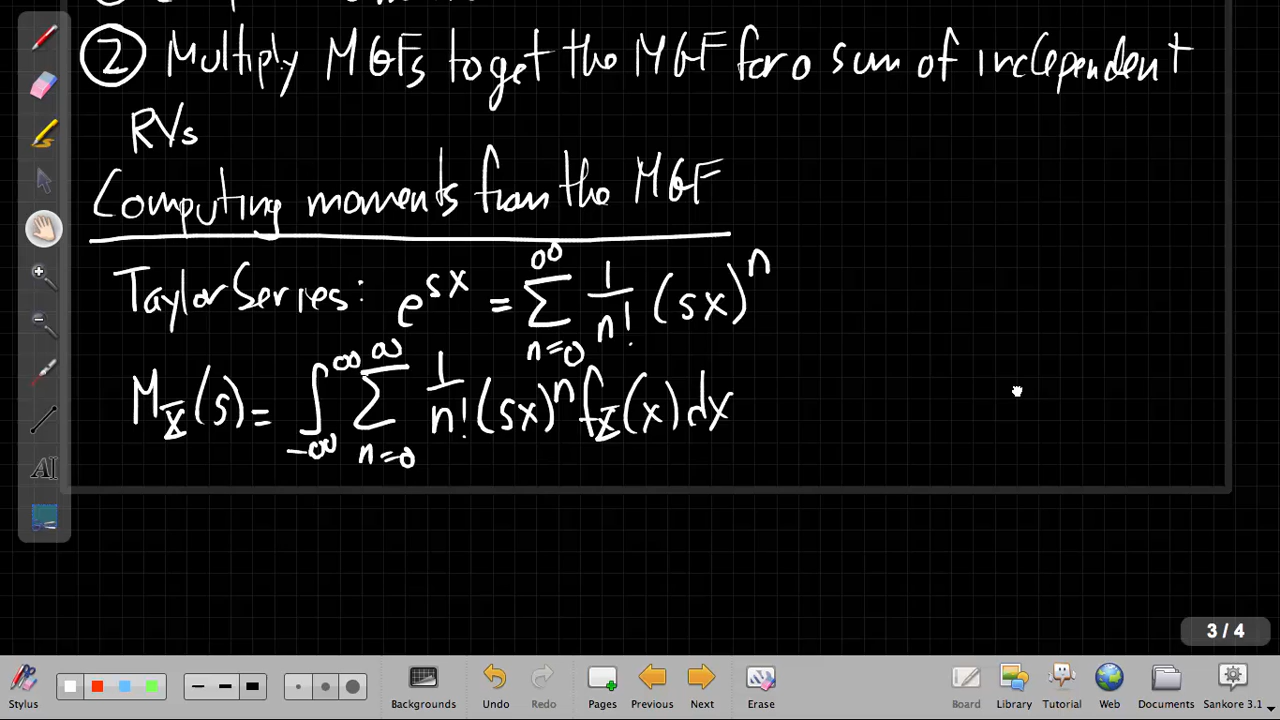 ② Multiply MGFs to get the MGF for a sum of independent
RVs
Computing moments from the MGF
Taylor Series: e^{sx} = ∑_{n=0}^{∞} 1/n! (sx)^n
M_X(s) = ∫_{-∞}^{∞} ∑_{n=0}^{∞} 1/n! (sx)^n f_X(x) dx
3 / 4
Stylus Backgrounds Undo Redo Pages Previous Next Erase Board Library Tutorial Web Documents Sankore 3.1